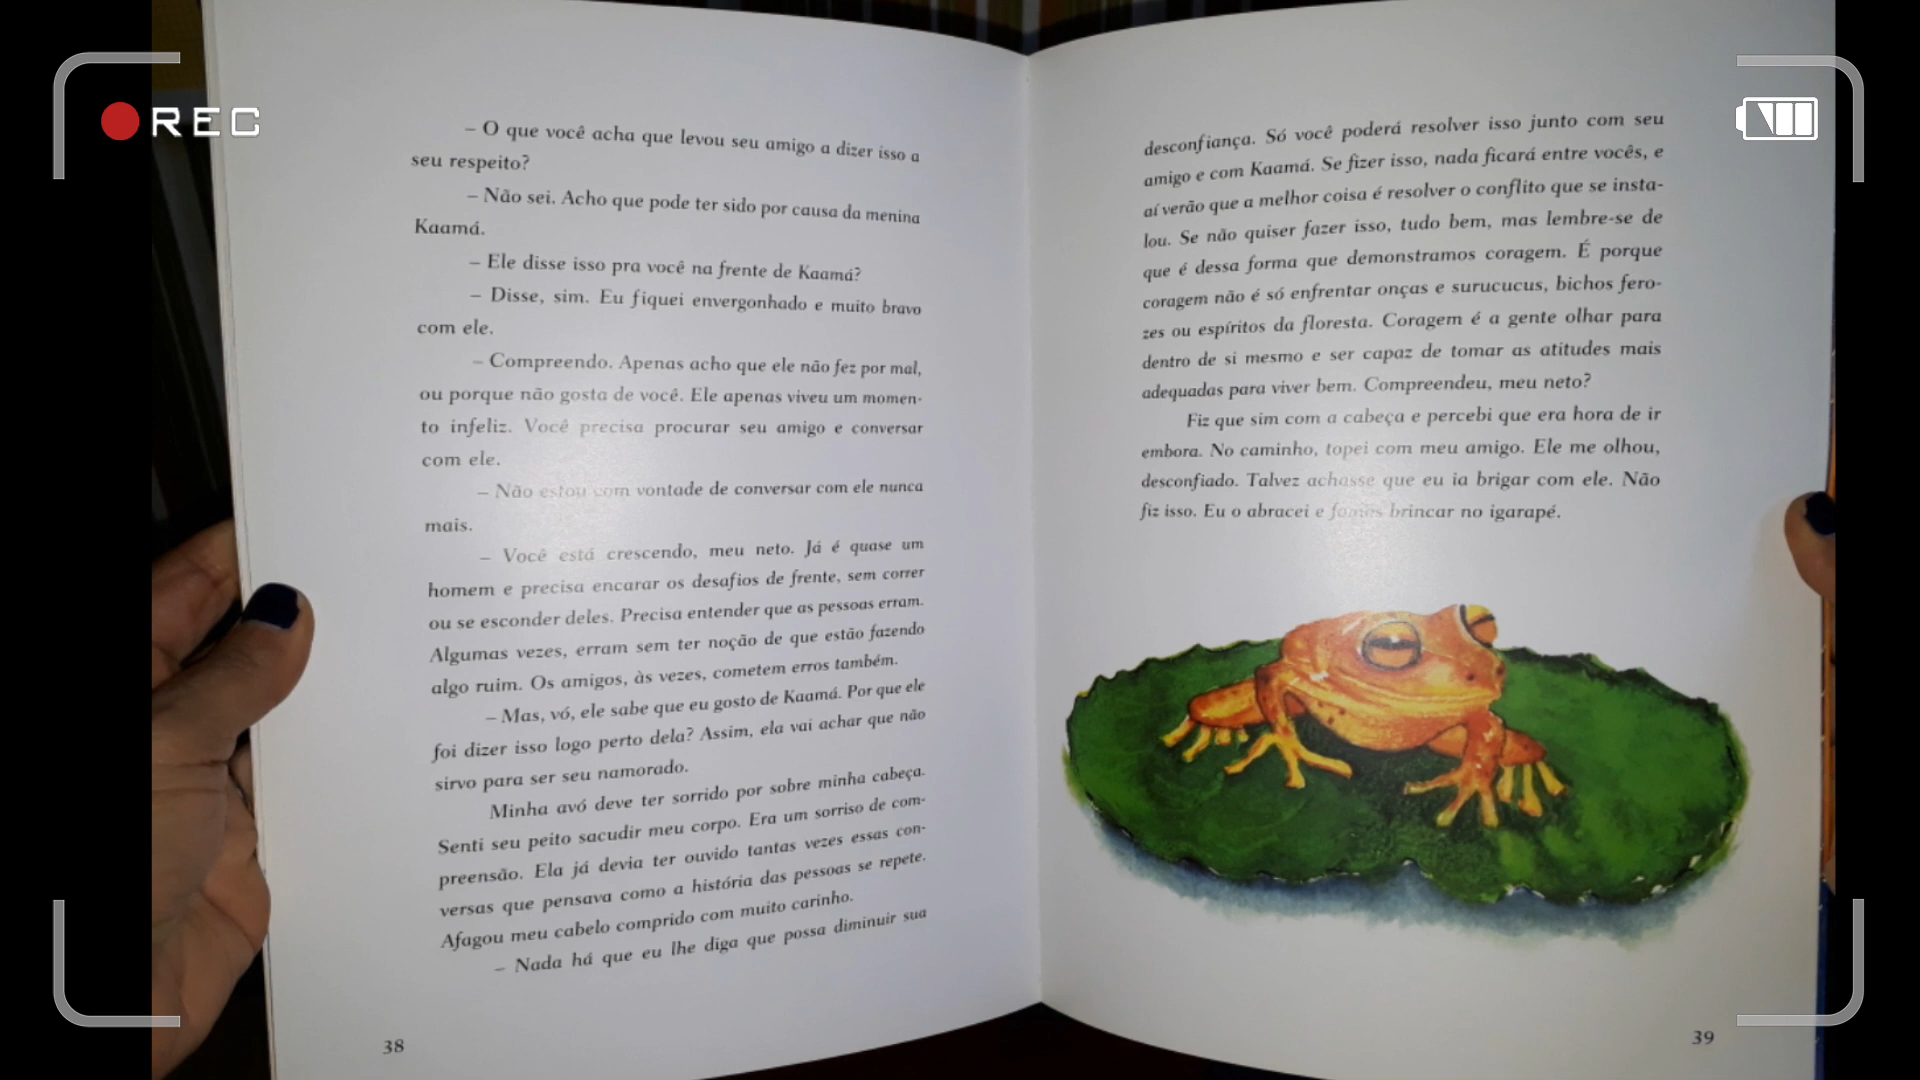 REC
– O que você acha que levou seu amigo a dizer isso a
seu respeito?
– Não sei. Acho que pode ter sido por causa da menina
Kaamá.
– Ele disse isso pra você na frente de Kaamá?
– Disse, sim. Eu fiquei envergonhado e muito bravo
com ele.
– Compreendo. Apenas acho que ele não fez por mal,
ou porque não gosta de você. Ele apenas viveu um momen-
to infeliz. Você precisa procurar seu amigo e conversar
com ele.
– Não estou com vontade de conversar com ele nunca
mais.
– Você está crescendo, meu neto. Já é quase um
homem e precisa encarar os desafios de frente, sem correr
ou se esconder deles. Precisa entender que as pessoas erram.
Algumas vezes, erram sem ter noção de que estão fazendo
algo ruim. Os amigos, às vezes, cometem erros também.
– Mas, vó, ele sabe que eu gosto de Kaamá. Por que ele
foi dizer isso logo perto dela? Assim, ela vai achar que não
sirvo para ser seu namorado.
Minha avó deve ter sorrido por sobre minha cabeça.
Senti seu peito sacudir meu corpo. Era um sorriso de com-
preensão. Ela já devia ter ouvido tantas vezes essas con-
versas que pensava como a história das pessoas se repete.
Afagou meu cabelo comprido com muito carinho.
– Nada há que eu lhe diga que possa diminuir sua
38
desconfiança. Só você poderá resolver isso junto com seu
amigo e com Kaamá. Se fizer isso, nada ficará entre vocês, e
aí verão que a melhor coisa é resolver o conflito que se insta-
lou. Se não quiser fazer isso, tudo bem, mas lembre-se de
que é dessa forma que demonstramos coragem. É porque
coragem não é só enfrentar onças e surucucus, bichos fero-
zes ou espíritos da floresta. Coragem é a gente olhar para
dentro de si mesmo e ser capaz de tomar as atitudes mais
adequadas para viver bem. Compreendeu, meu neto?
Fiz que sim com a cabeça e percebi que era hora de ir
embora. No caminho, topei com meu amigo. Ele me olhou,
desconfiado. Talvez achasse que eu ia brigar com ele. Não
fiz isso. Eu o abracei e fomos brincar no igarapé.
39